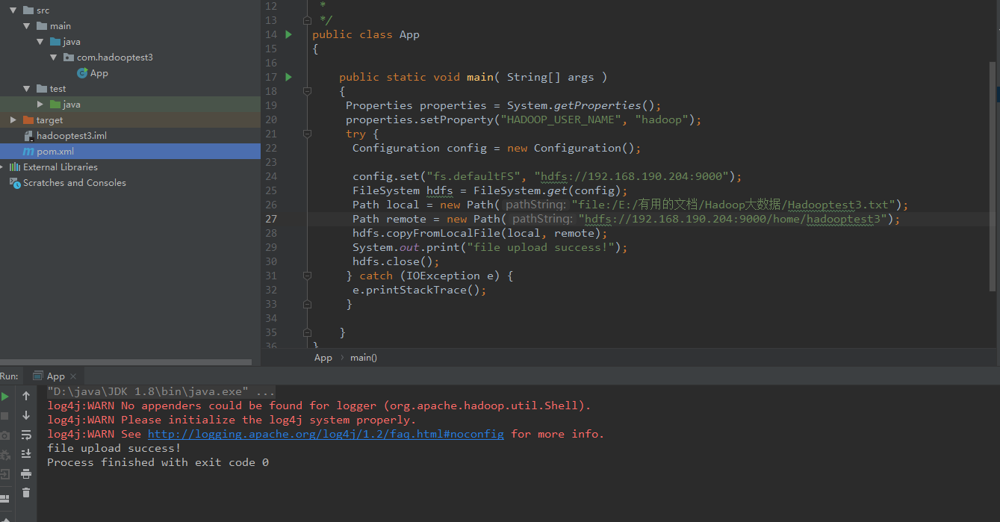 src
main
java
com.hadooptest3
App
test
java
target
hadooptest3.iml
pom.xml
External Libraries
Scratches and Consoles
12 *
13 */
14 public class App
15 {
16
17 public static void main( String[] args )
18 {
19 Properties properties = System.getProperties();
20 properties.setProperty("HADOOP_USER_NAME", "hadoop");
21 try {
22 Configuration config = new Configuration();
23
24 config.set("fs.defaultFS", "hdfs://192.168.190.204:9000");
25 FileSystem hdfs = FileSystem.get(config);
26 Path local = new Path( pathString: "file:/E:/有用的文档/Hadoop大数据/Hadooptest3.txt");
27 Path remote = new Path( pathString: "hdfs://192.168.190.204:9000/home/hadooptest3");
28 hdfs.copyFromLocalFile(local, remote);
29 System.out.print("file upload success!");
30 hdfs.close();
31 } catch (IOException e) {
32 e.printStackTrace();
33 }
34
35 }
36 }
App › main()
Run: App ×
"D:\java\JDK 1.8\bin\java.exe" ...
log4j:WARN No appenders could be found for logger (org.apache.hadoop.util.Shell).
log4j:WARN Please initialize the log4j system properly.
log4j:WARN See http://logging.apache.org/log4j/1.2/faq.html#noconfig for more info.
file upload success!
Process finished with exit code 0